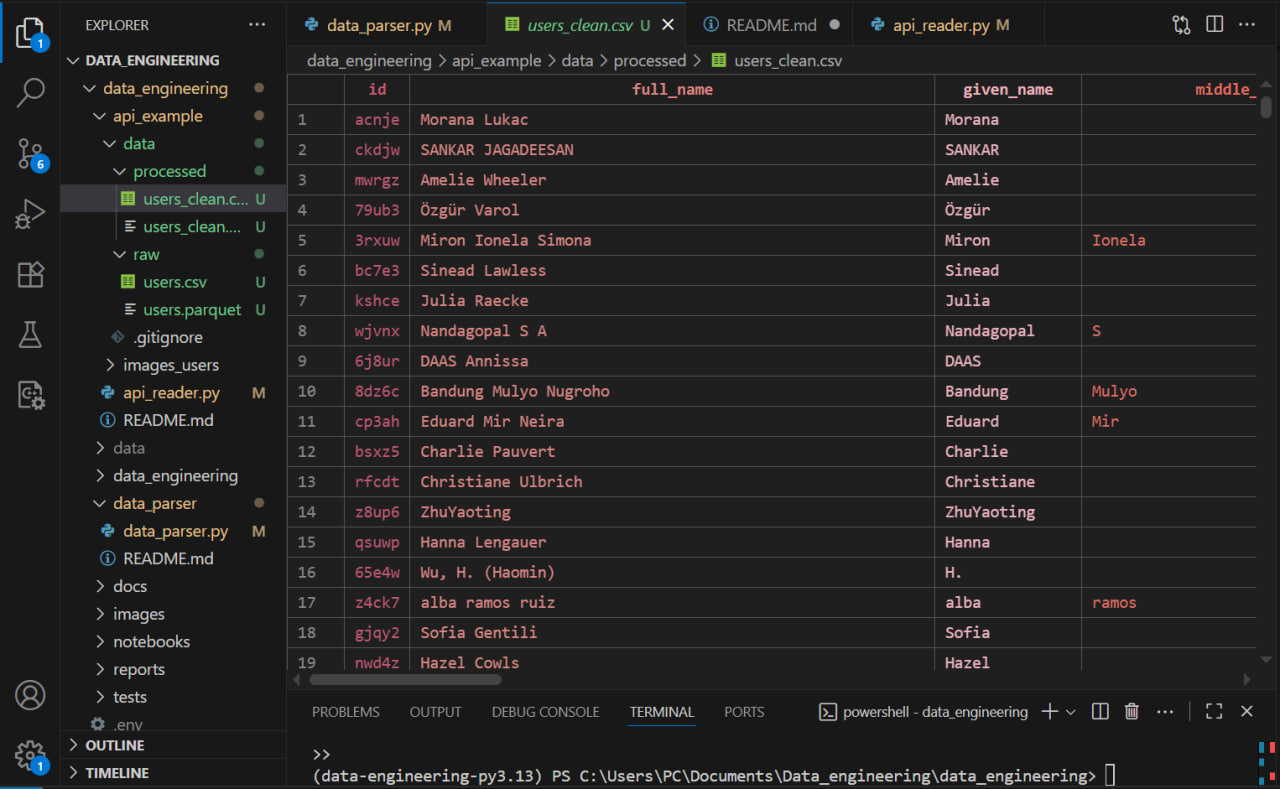 EXPLORER ···
DATA_ENGINEERING
data_engineering
api_example
data
processed
users_clean.c... U
users_clean.... U
raw
users.csv U
users.parquet U
.gitignore
images_users
api_reader.py M
README.md
data
data_engineering
data_parser
data_parser.py M
README.md
docs
images
notebooks
reports
tests
.env
OUTLINE
TIMELINE
1
6
1
data_parser.py M users_clean.csv U README.md api_reader.py M
data_engineering > api_example > data > processed > users_clean.csv
id full_name given_name middle_
1 acnje Morana Lukac Morana
2 ckdjw SANKAR JAGADEESAN SANKAR
3 mwrgz Amelie Wheeler Amelie
4 79ub3 Özgür Varol Özgür
5 3rxuw Miron Ionela Simona Miron Ionela
6 bc7e3 Sinead Lawless Sinead
7 kshce Julia Raecke Julia
8 wjvnx Nandagopal S A Nandagopal S
9 6j8ur DAAS Annissa DAAS
10 8dz6c Bandung Mulyo Nugroho Bandung Mulyo
11 cp3ah Eduard Mir Neira Eduard Mir
12 bsxz5 Charlie Pauvert Charlie
13 rfcdt Christiane Ulbrich Christiane
14 z8up6 ZhuYaoting ZhuYaoting
15 qsuwp Hanna Lengauer Hanna
16 65e4w Wu, H. (Haomin) H.
17 z4ck7 alba ramos ruiz alba ramos
18 gjqy2 Sofia Gentili Sofia
19 nwd4z Hazel Cowls Hazel
PROBLEMS OUTPUT DEBUG CONSOLE TERMINAL PORTS powershell - data_engineering
>>
(data-engineering-py3.13) PS C:\Users\PC\Documents\Data_engineering\data_engineering>